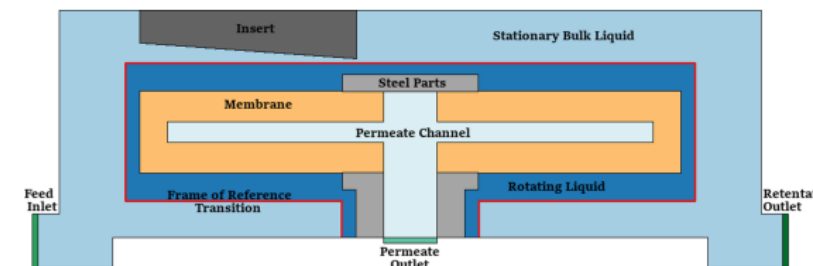 Insert
Stationary Bulk Liquid
Steel Parts
Membrane
Permeate Channel
Rotating Liquid
Frame of Reference
Transition
Feed
Inlet
Retenta
Outlet
Permeate
Outlet